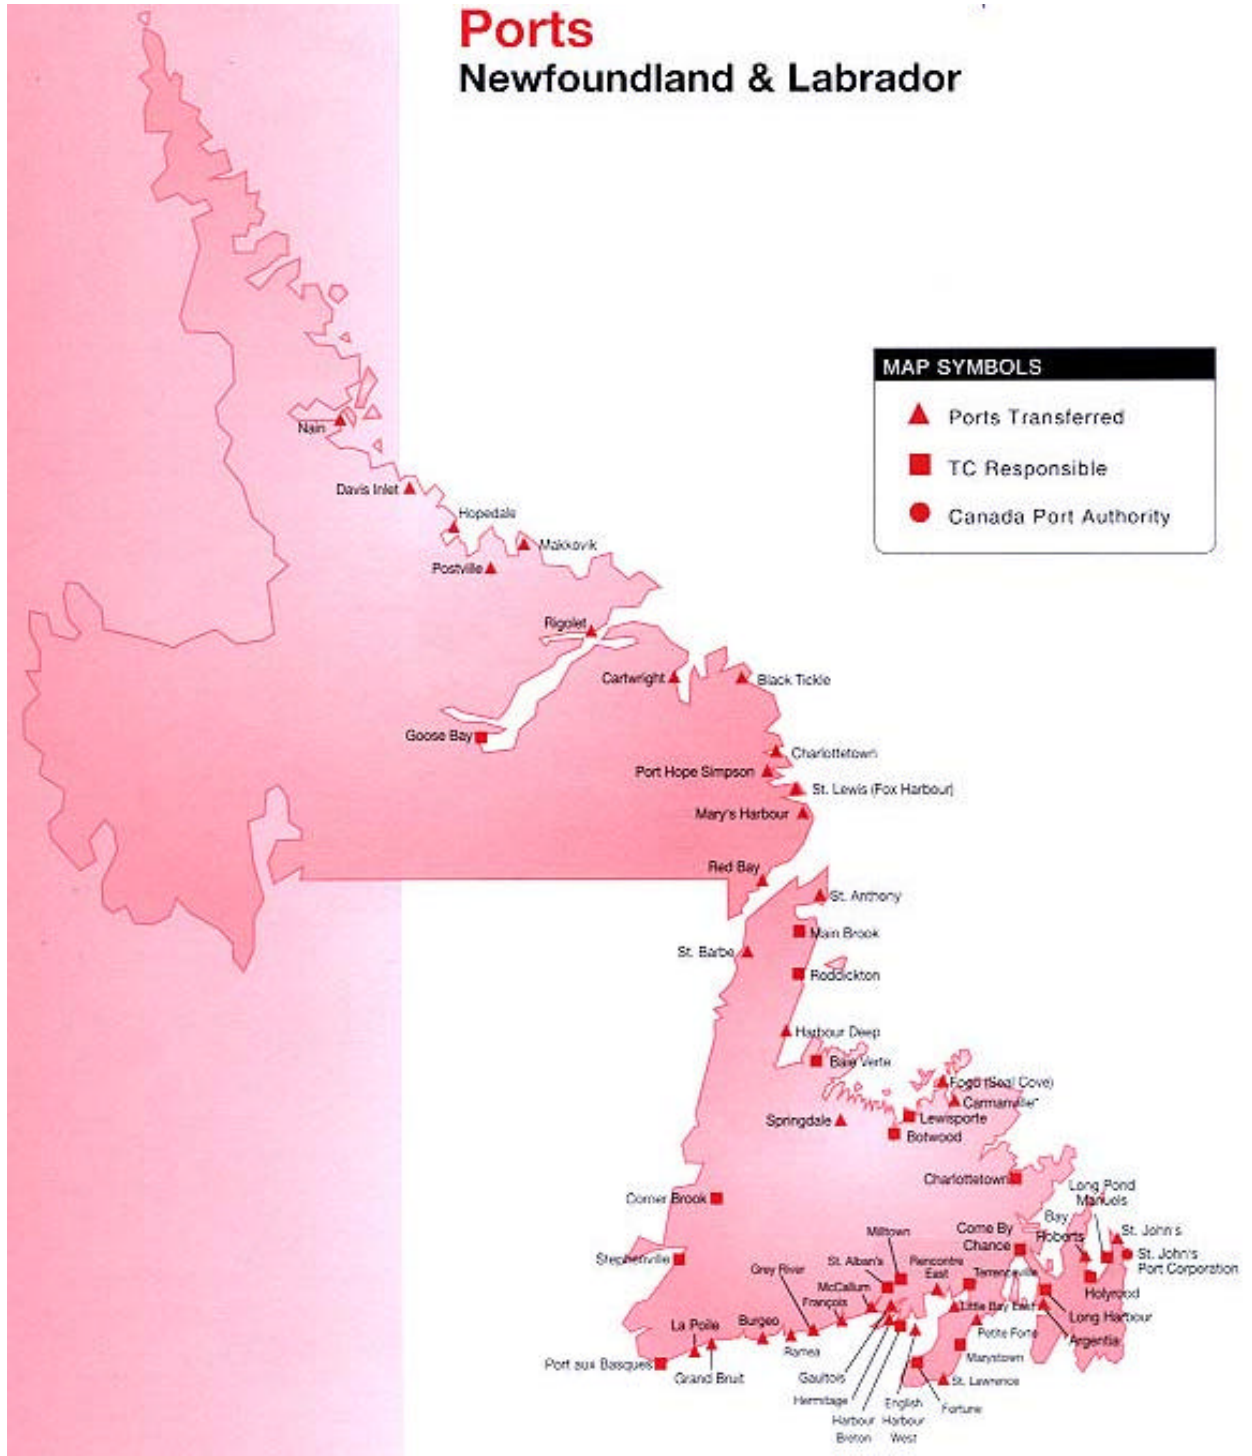 Ports
Newfoundland & Labrador
MAP SYMBOLS
Ports Transferred
TC Responsible
Canada Port Authority
Nain
Davis Inlet
Hopedale
Makkovik
Postville
Rigolet
Cartwright
Black Tickle
Goose Bay
Charlottetown
Port Hope Simpson
St. Lewis (Fox Harbour)
Mary's Harbour
Red Bay
St. Anthony
Main Brook
St. Barbe
Roddickton
Harbour Deep
Baie Verte
Fogo (Seal Cove)
Carmanville"
Springdale
Lewisporte
Botwood
Charlottetown
Long Pond
Manuels
Corner Brook
Bay
Roberts
Come By
Chance
St. John's
Milltown
St. John's
Port Corporation
Stephenville
St. Alban's
Rencontre
East
Grey River
Terrenceville
McCallum
Holyrood
François
Little Bay East
Long Harbour
La Poile
Burgeo
Petite Forte
Argentia
Ramea
Marystown
Port aux Basques
Grand Bruit
Gaultois
St. Lawrence
Hermitage
English
Harbour
West
Fortune
Harbour
Breton